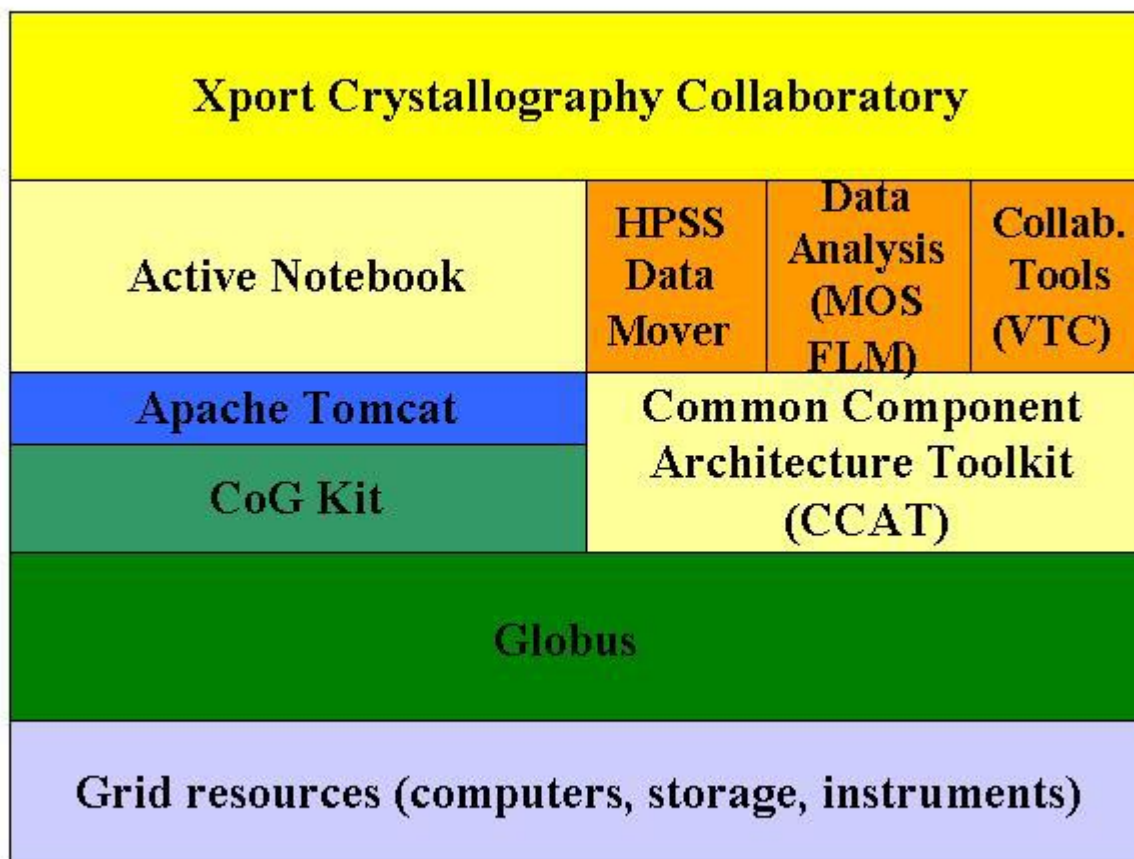 Xport Crystallography Collaboratory
Active Notebook
HPSS
Data
Mover
Data
Analysis
(MOS
FLM)
Collab.
Tools
(VTC)
Apache Tomcat
CoG Kit
Common Component
Architecture Toolkit
(CCAT)
Globus
Grid resources (computers, storage, instruments)